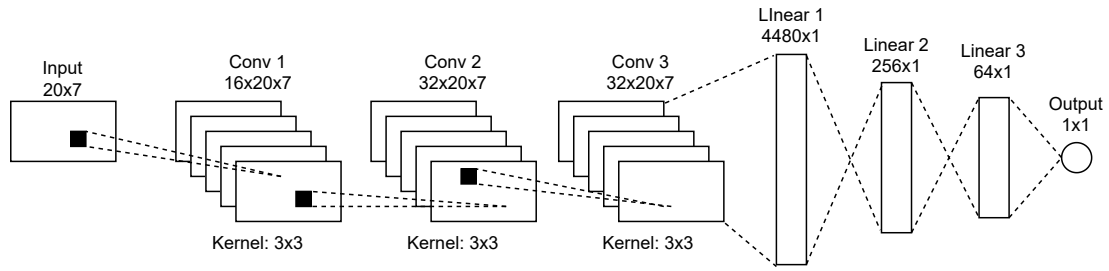 Input
20x7
Conv 1
16x20x7
Conv 2
32x20x7
Conv 3
32x20x7
LInear 1
4480x1
Linear 2
256x1
Linear 3
64x1
Output
1x1
Kernel: 3x3
Kernel: 3x3
Kernel: 3x3